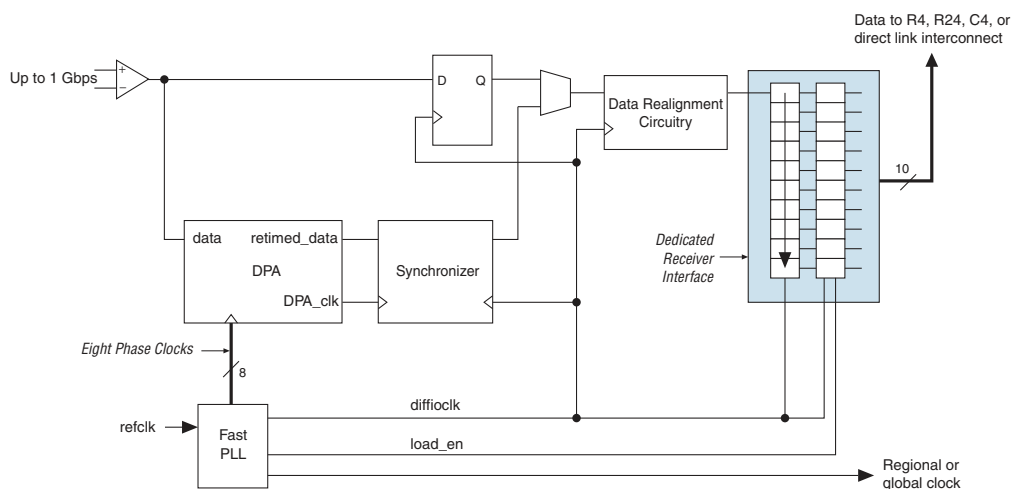 Data to R4, R24, C4, or
direct link interconnect
Up to 1 Gbps
+
−
D Q
Data Realignment
Circuitry
10
data retimed_data
DPA
DPA_clk
Synchronizer
Dedicated
Receiver
Interface
Eight Phase Clocks
8
diffioclk
refclk
Fast
PLL
load_en
Regional or
global clock